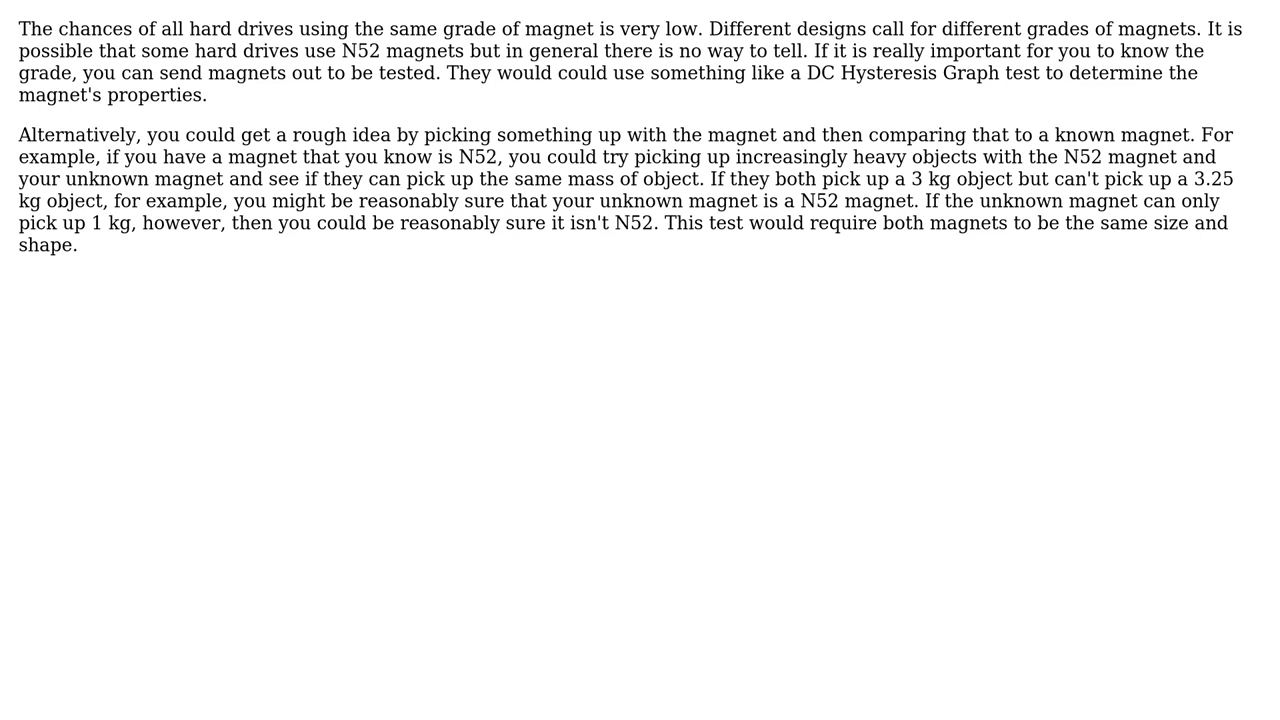 The chances of all hard drives using the same grade of magnet is very low. Different designs call for different grades of magnets. It is
possible that some hard drives use N52 magnets but in general there is no way to tell. If it is really important for you to know the
grade, you can send magnets out to be tested. They would could use something like a DC Hysteresis Graph test to determine the
magnet's properties.
Alternatively, you could get a rough idea by picking something up with the magnet and then comparing that to a known magnet. For
example, if you have a magnet that you know is N52, you could try picking up increasingly heavy objects with the N52 magnet and
your unknown magnet and see if they can pick up the same mass of object. If they both pick up a 3 kg object but can't pick up a 3.25
kg object, for example, you might be reasonably sure that your unknown magnet is a N52 magnet. If the unknown magnet can only
pick up 1 kg, however, then you could be reasonably sure it isn't N52. This test would require both magnets to be the same size and
shape.